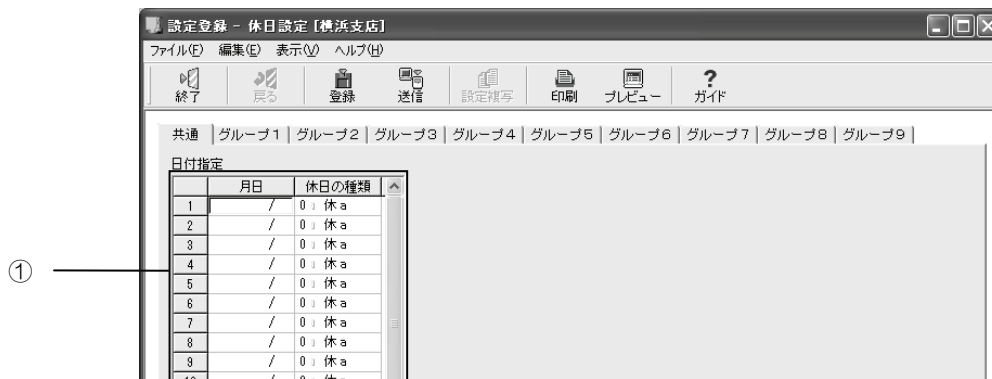 設定登録 - 休日設定 [横浜支店]
ファイル(F) 編集(E) 表示(V) ヘルプ(H)
終了 戻る 登録 送信 設定複写 印刷 プレビュー ガイド
共通 グループ1 グループ2 グループ3 グループ4 グループ5 グループ6 グループ7 グループ8 グループ9
日付指定
月日 休日の種類
1 / 0: 休a
2 / 0: 休a
3 / 0: 休a
① 4 / 0: 休a
5 / 0: 休a
6 / 0: 休a
7 / 0: 休a
8 / 0: 休a
9 / 0: 休a